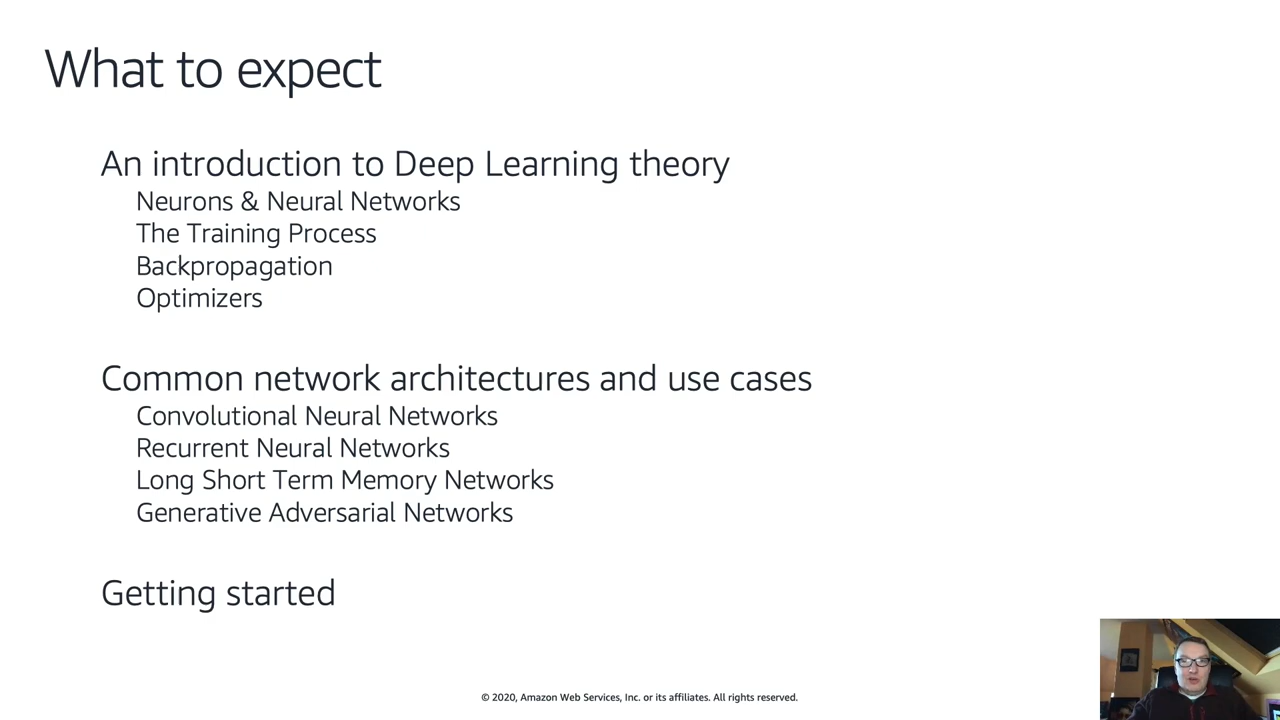 What to expect
An introduction to Deep Learning theory
Neurons & Neural Networks
The Training Process
Backpropagation
Optimizers
Common network architectures and use cases
Convolutional Neural Networks
Recurrent Neural Networks
Long Short Term Memory Networks
Generative Adversarial Networks
Getting started
© 2020, Amazon Web Services, Inc. or its affiliates. All rights reserved.